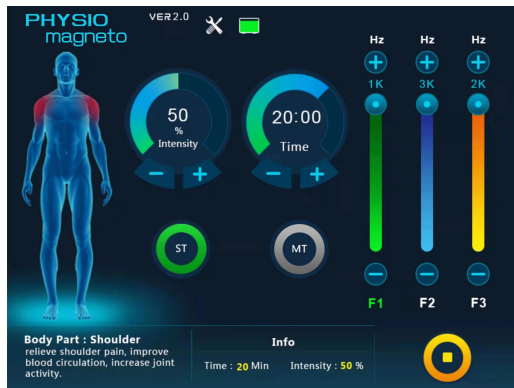 PHYSIO
magneto
VER2.0
50
%
Intensity
20:00
Time
ST
MT
Hz Hz Hz
1K 3K 2K
F1 F2 F3
Body Part : Shoulder
relieve shoulder pain, improve
blood circulation, increase joint
activity.
Info
Time : 20 Min Intensity : 50 %